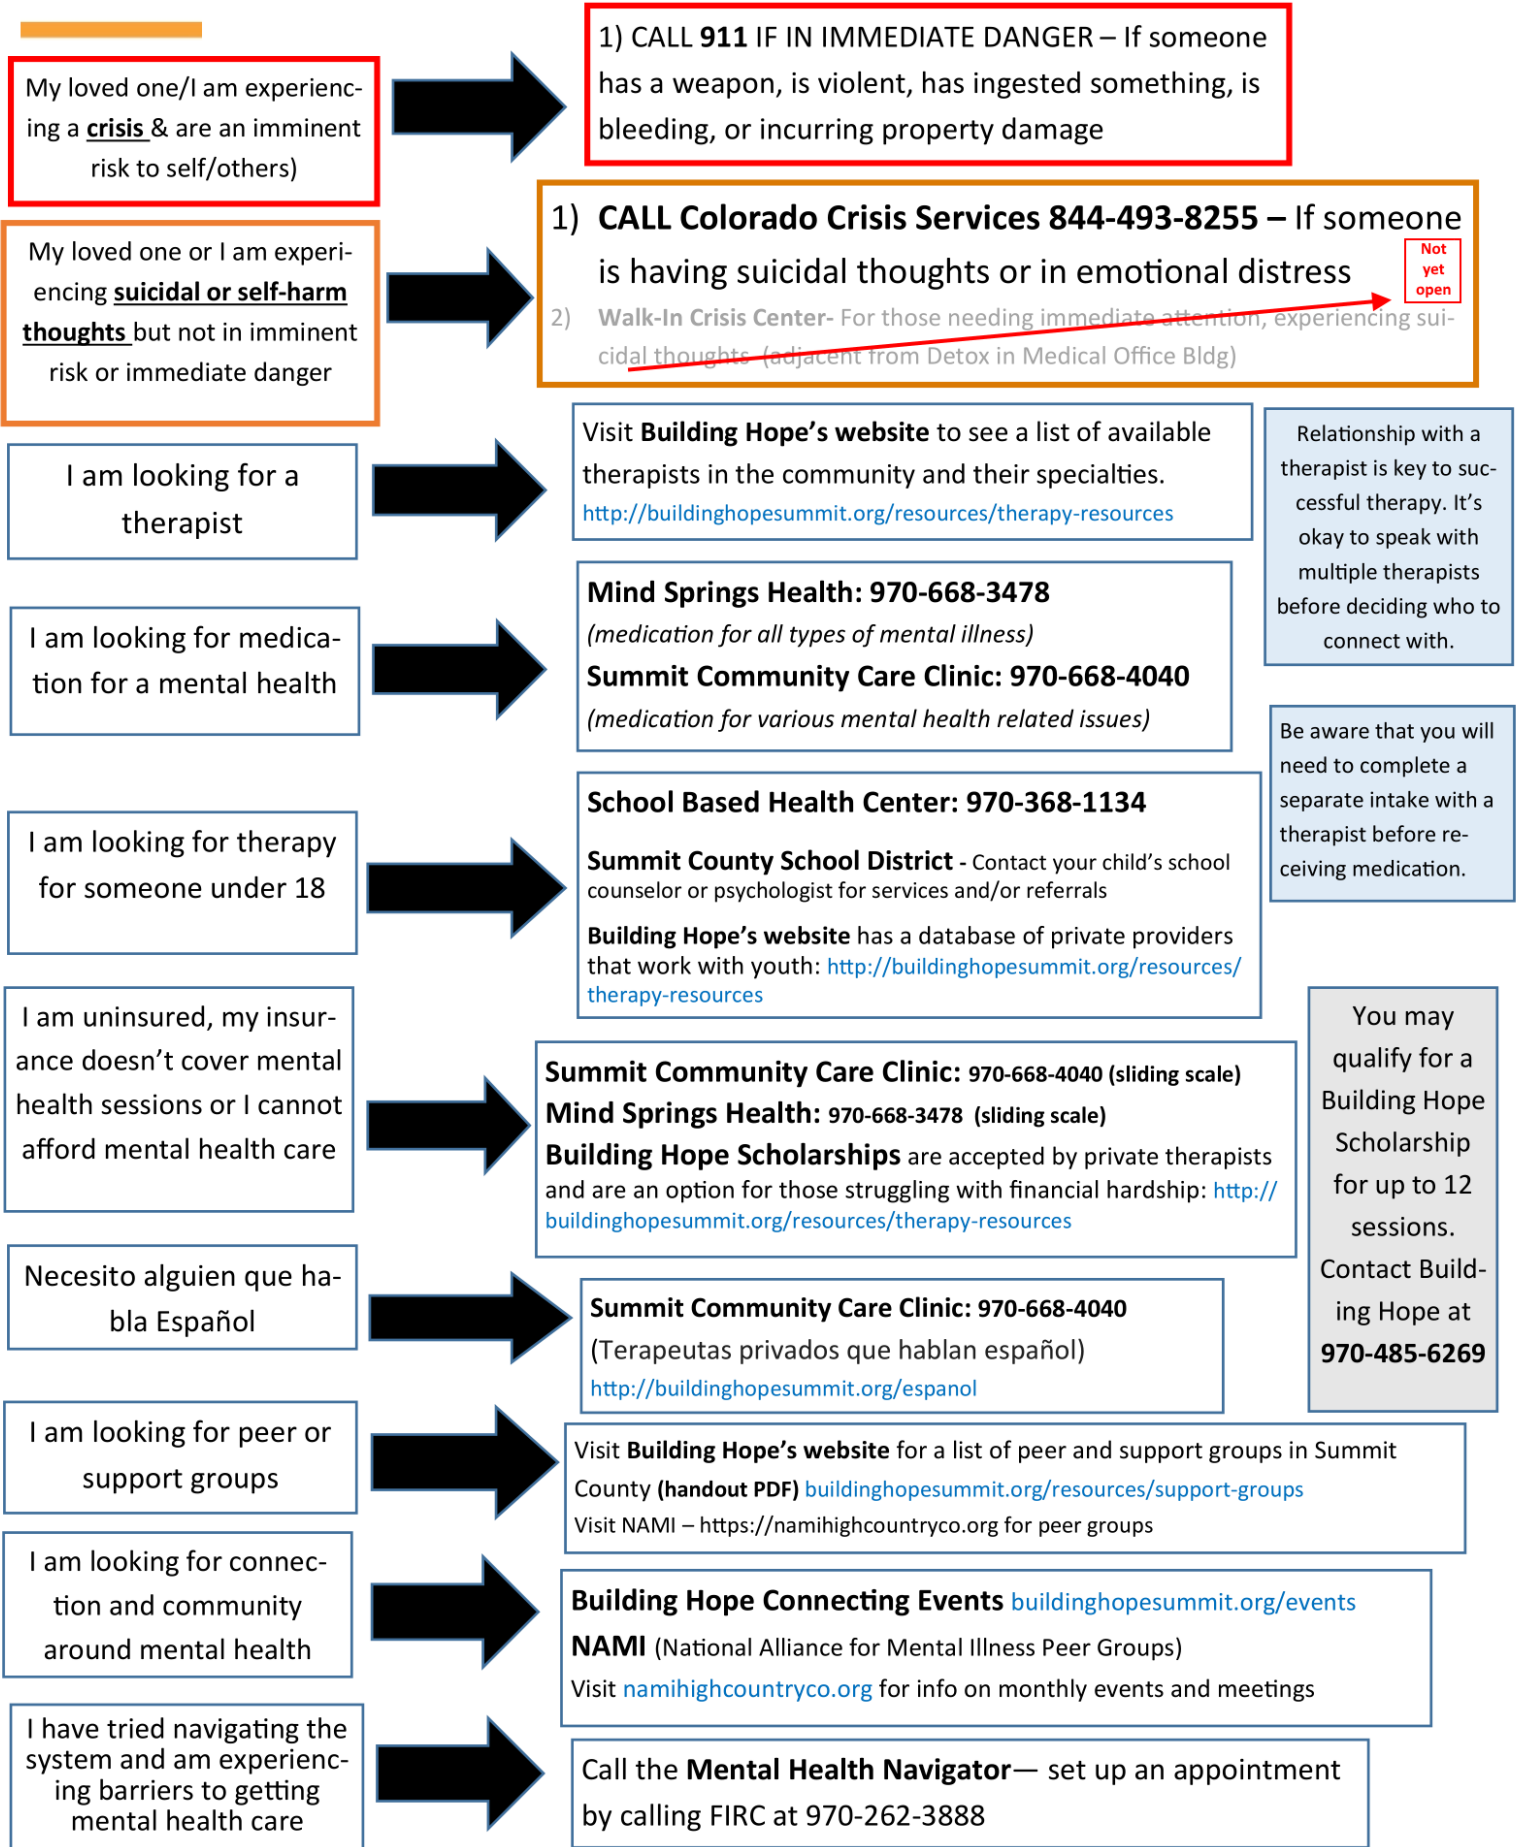 My loved one/I am experienc-
ing a crisis & are an imminent
risk to self/others)
1) CALL 911 IF IN IMMEDIATE DANGER – If someone
has a weapon, is violent, has ingested something, is
bleeding, or incurring property damage
My loved one or I am experi-
encing suicidal or self-harm
thoughts but not in imminent
risk or immediate danger
1) CALL Colorado Crisis Services 844-493-8255 – If someone
is having suicidal thoughts or in emotional distress
Not
yet
open
2) Walk-In Crisis Center- For those needing immediate attention, experiencing sui-
cidal thoughts (adjacent from Detox in Medical Office Bldg)
I am looking for a
therapist
Visit Building Hope’s website to see a list of available
therapists in the community and their specialties.
http://buildinghopesummit.org/resources/therapy-resources
Relationship with a
therapist is key to suc-
cessful therapy. It’s
okay to speak with
multiple therapists
before deciding who to
connect with.
I am looking for medica-
tion for a mental health
Mind Springs Health: 970-668-3478
(medication for all types of mental illness)
Summit Community Care Clinic: 970-668-4040
(medication for various mental health related issues)
Be aware that you will
need to complete a
separate intake with a
therapist before re-
ceiving medication.
I am looking for therapy
for someone under 18
School Based Health Center: 970-368-1134
Summit County School District - Contact your child’s school
counselor or psychologist for services and/or referrals
Building Hope’s website has a database of private providers
that work with youth: http://buildinghopesummit.org/resources/
therapy-resources
I am uninsured, my insur-
ance doesn’t cover mental
health sessions or I cannot
afford mental health care
Summit Community Care Clinic: 970-668-4040 (sliding scale)
Mind Springs Health: 970-668-3478 (sliding scale)
Building Hope Scholarships are accepted by private therapists
and are an option for those struggling with financial hardship: http://
buildinghopesummit.org/resources/therapy-resources
You may
qualify for a
Building Hope
Scholarship
for up to 12
sessions.
Contact Build-
ing Hope at
970-485-6269
Necesito alguien que ha-
bla Español
Summit Community Care Clinic: 970-668-4040
(Terapeutas privados que hablan español)
http://buildinghopesummit.org/espanol
I am looking for peer or
support groups
Visit Building Hope’s website for a list of peer and support groups in Summit
County (handout PDF) buildinghopesummit.org/resources/support-groups
Visit NAMI – https://namihighcountryco.org for peer groups
I am looking for connec-
tion and community
around mental health
Building Hope Connecting Events buildinghopesummit.org/events
NAMI (National Alliance for Mental Illness Peer Groups)
Visit namihighcountryco.org for info on monthly events and meetings
I have tried navigating the
system and am experienc-
ing barriers to getting
mental health care
Call the Mental Health Navigator— set up an appointment
by calling FIRC at 970-262-3888